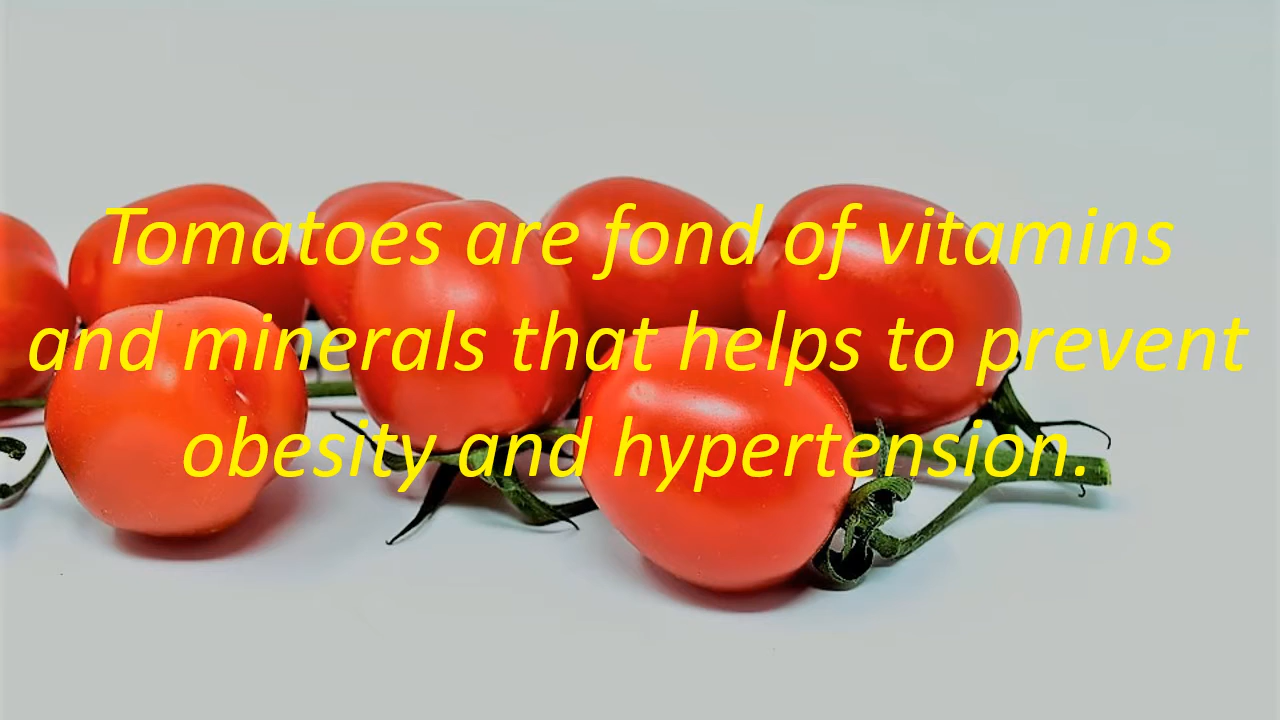 Tomatoes are fond of vitamins
and minerals that helps to prevent
obesity and hypertension.